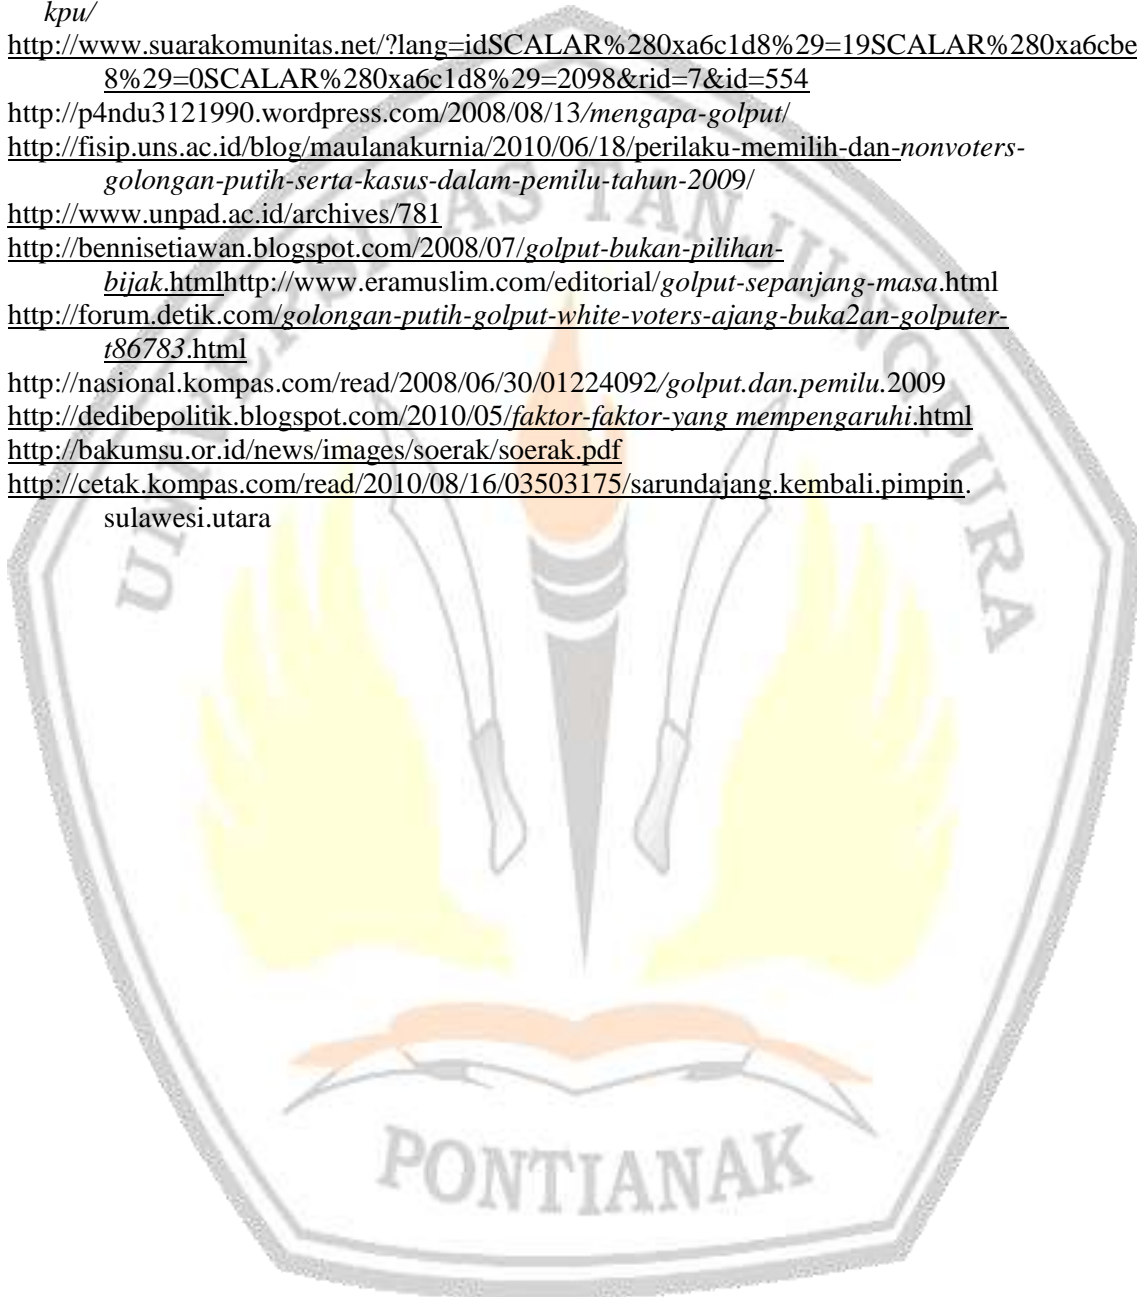 kpu/
http://www.suarakomunitas.net/?lang=idSCALAR%280xa6c1d8%29=19SCALAR%280xa6cbe
8%29=0SCALAR%280xa6c1d8%29=2098&rid=7&id=554
http://p4ndu3121990.wordpress.com/2008/08/13/mengapa-golput/
http://fisip.uns.ac.id/blog/maulanakurnia/2010/06/18/perilaku-memilih-dan-nonvoters-
golongan-putih-serta-kasus-dalam-pemilu-tahun-2009/
http://www.unpad.ac.id/archives/781
http://bennisetiawan.blogspot.com/2008/07/golput-bukan-pilihan-
bijak.htmlhttp://www.eramuslim.com/editorial/golput-sepanjang-masa.html
http://forum.detik.com/golongan-putih-golput-white-voters-ajang-buka2an-golputer-
t86783.html
http://nasional.kompas.com/read/2008/06/30/01224092/golput.dan.pemilu.2009
http://dedibepolitik.blogspot.com/2010/05/faktor-faktor-yang mempengaruhi.html
http://bakumsu.or.id/news/images/soerak/soerak.pdf
http://cetak.kompas.com/read/2010/08/16/03503175/sarundajang.kembali.pimpin.
sulawesi.utara
UNIVERSITAS TANJUNGPURA
PONTIANAK